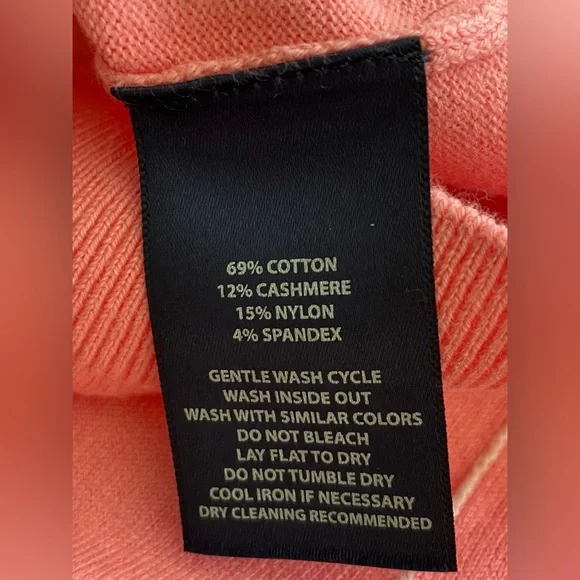 69% COTTON
12% CASHMERE
15% NYLON
4% SPANDEX
GENTLE WASH CYCLE
WASH INSIDE OUT
WASH WITH SIMILAR COLORS
DO NOT BLEACH
LAY FLAT TO DRY
DO NOT TUMBLE DRY
COOL IRON IF NECESSARY
DRY CLEANING RECOMMENDED